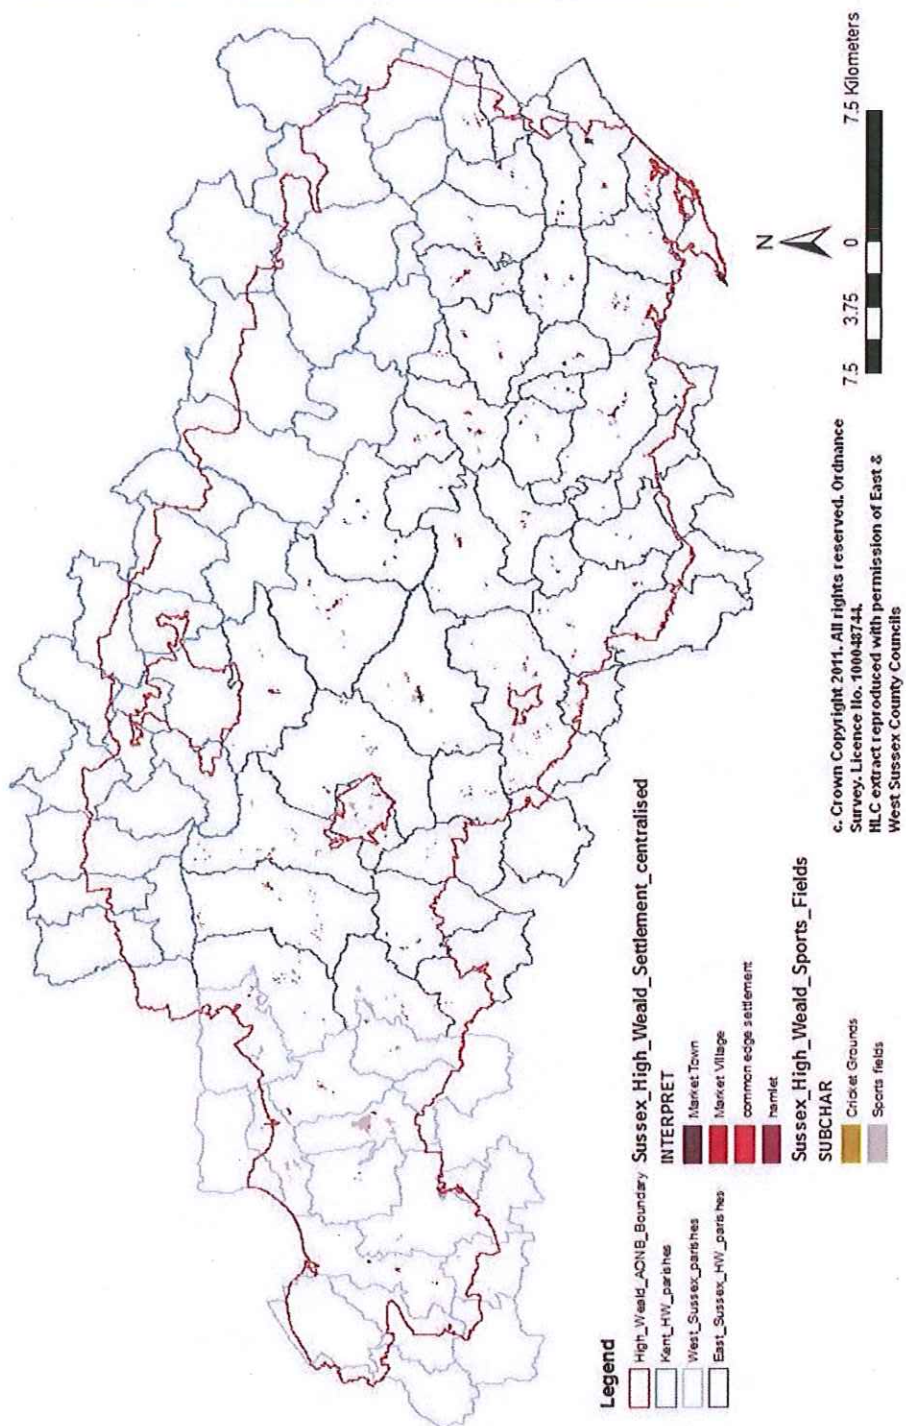 N
7.5 3.75 0 7.5 Kilometers
Legend
High_Weald_AONB_Boundary
Kent_HW_parishes
West_Sussex_parishes
East_Sussex_HW_parishes
Sussex_High_Weald_Settlement_centralised
INTERPRET
Market Town
Market Village
common edge settlement
hamlet
Sussex_High_Weald_Sports_Fields
SUBCHAR
Cricket Grounds
Sports fields
c. Crown Copyright 2011. All rights reserved. Ordnance
Survey. Licence No. 100048744.
HLC extract reproduced with permission of East &
West Sussex County Councils